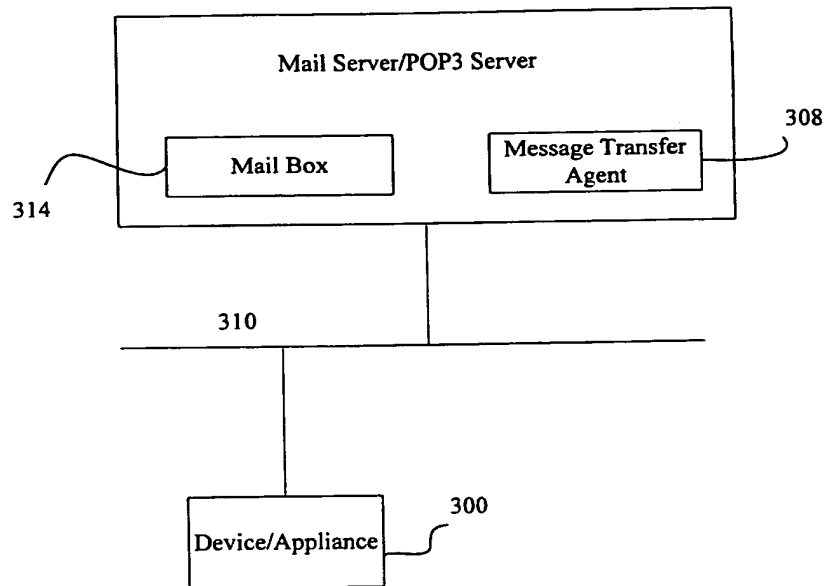 Mail Server/POP3 Server
308
Mail Box
Message Transfer
Agent
314
310
300
Device/Appliance